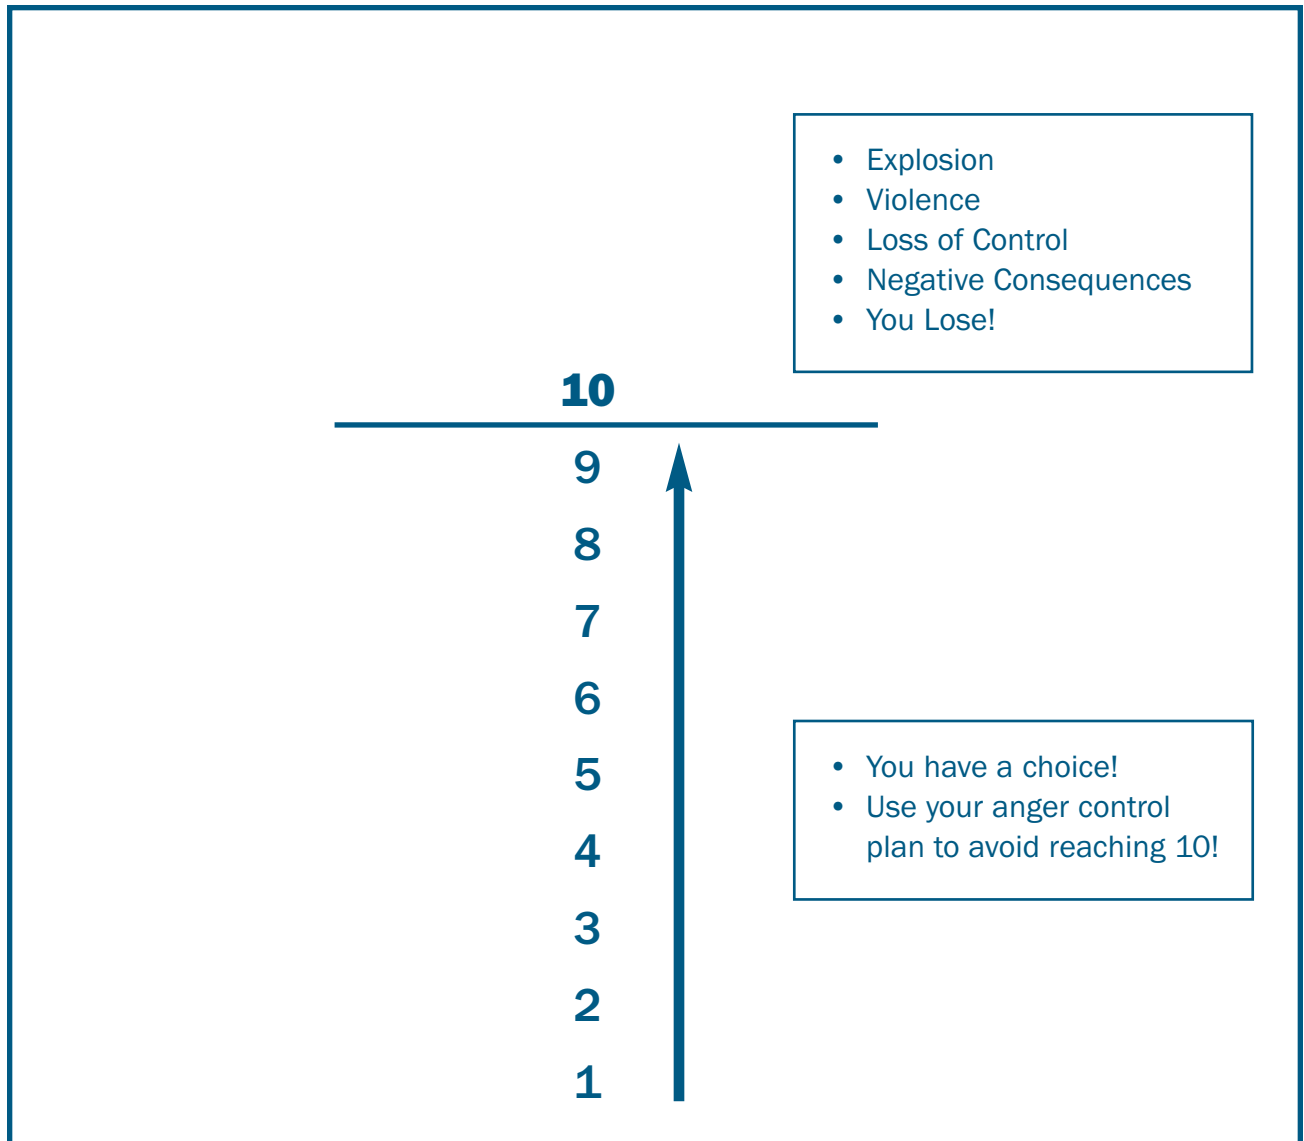 • Explosion
• Violence
• Loss of Control
• Negative Consequences
• You Lose!
10
9
8
7
6
5
• You have a choice!
• Use your anger control
plan to avoid reaching 10!
4
3
2
1